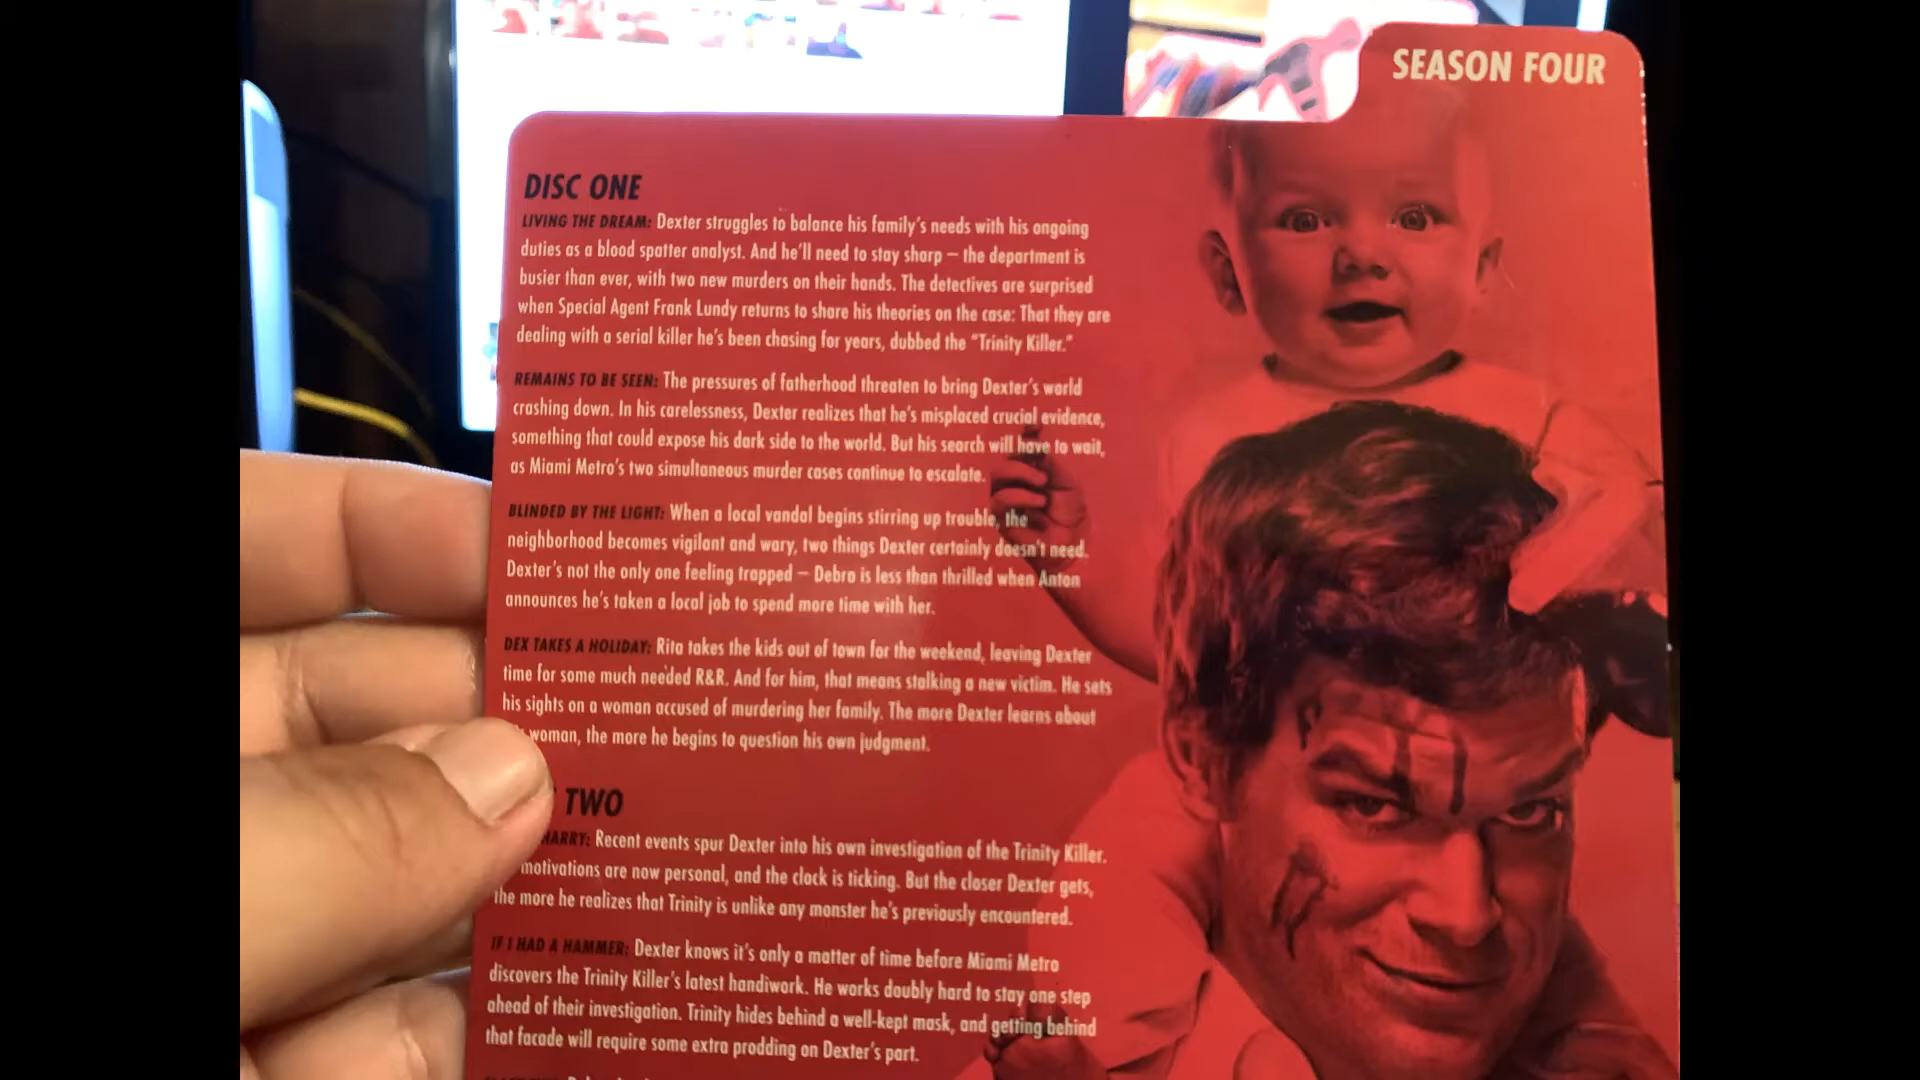 SEASON FOUR
DISC ONE
LIVING THE DREAM: Dexter struggles to balance his family's needs with his ongoing
duties as a blood spatter analyst. And he'll need to stay sharp – the department is
busier than ever, with two new murders on their hands. The detectives are surprised
when Special Agent Frank Lundy returns to share his theories on the case: That they are
dealing with a serial killer he's been chasing for years, dubbed the "Trinity Killer."
REMAINS TO BE SEEN: The pressures of fatherhood threaten to bring Dexter's world
crashing down. In his carelessness, Dexter realizes that he's misplaced crucial evidence,
something that could expose his dark side to the world. But his search will have to wait,
as Miami Metro's two simultaneous murder cases continue to escalate.
BLINDED BY THE LIGHT: When a local vandal begins stirring up trouble, the
neighborhood becomes vigilant and wary, two things Dexter certainly doesn't need.
Dexter's not the only one feeling trapped – Debra is less than thrilled when Anton
announces he's taken a local job to spend more time with her.
DEX TAKES A HOLIDAY: Rita takes the kids out of town for the weekend, leaving Dexter
time for some much needed R&R. And for him, that means stalking a new victim. He sets
his sights on a woman accused of murdering her family. The more Dexter learns about
woman, the more he begins to question his own judgment.
TWO
HARRY: Recent events spur Dexter into his own investigation of the Trinity Killer.
motivations are now personal, and the clock is ticking. But the closer Dexter gets,
the more he realizes that Trinity is unlike any monster he's previously encountered.
IF I HAD A HAMMER: Dexter knows it's only a matter of time before Miami Metro
discovers the Trinity Killer's latest handiwork. He works doubly hard to stay one step
ahead of their investigation. Trinity hides behind a well-kept mask, and getting behind
that facade will require some extra prodding on Dexter's part.